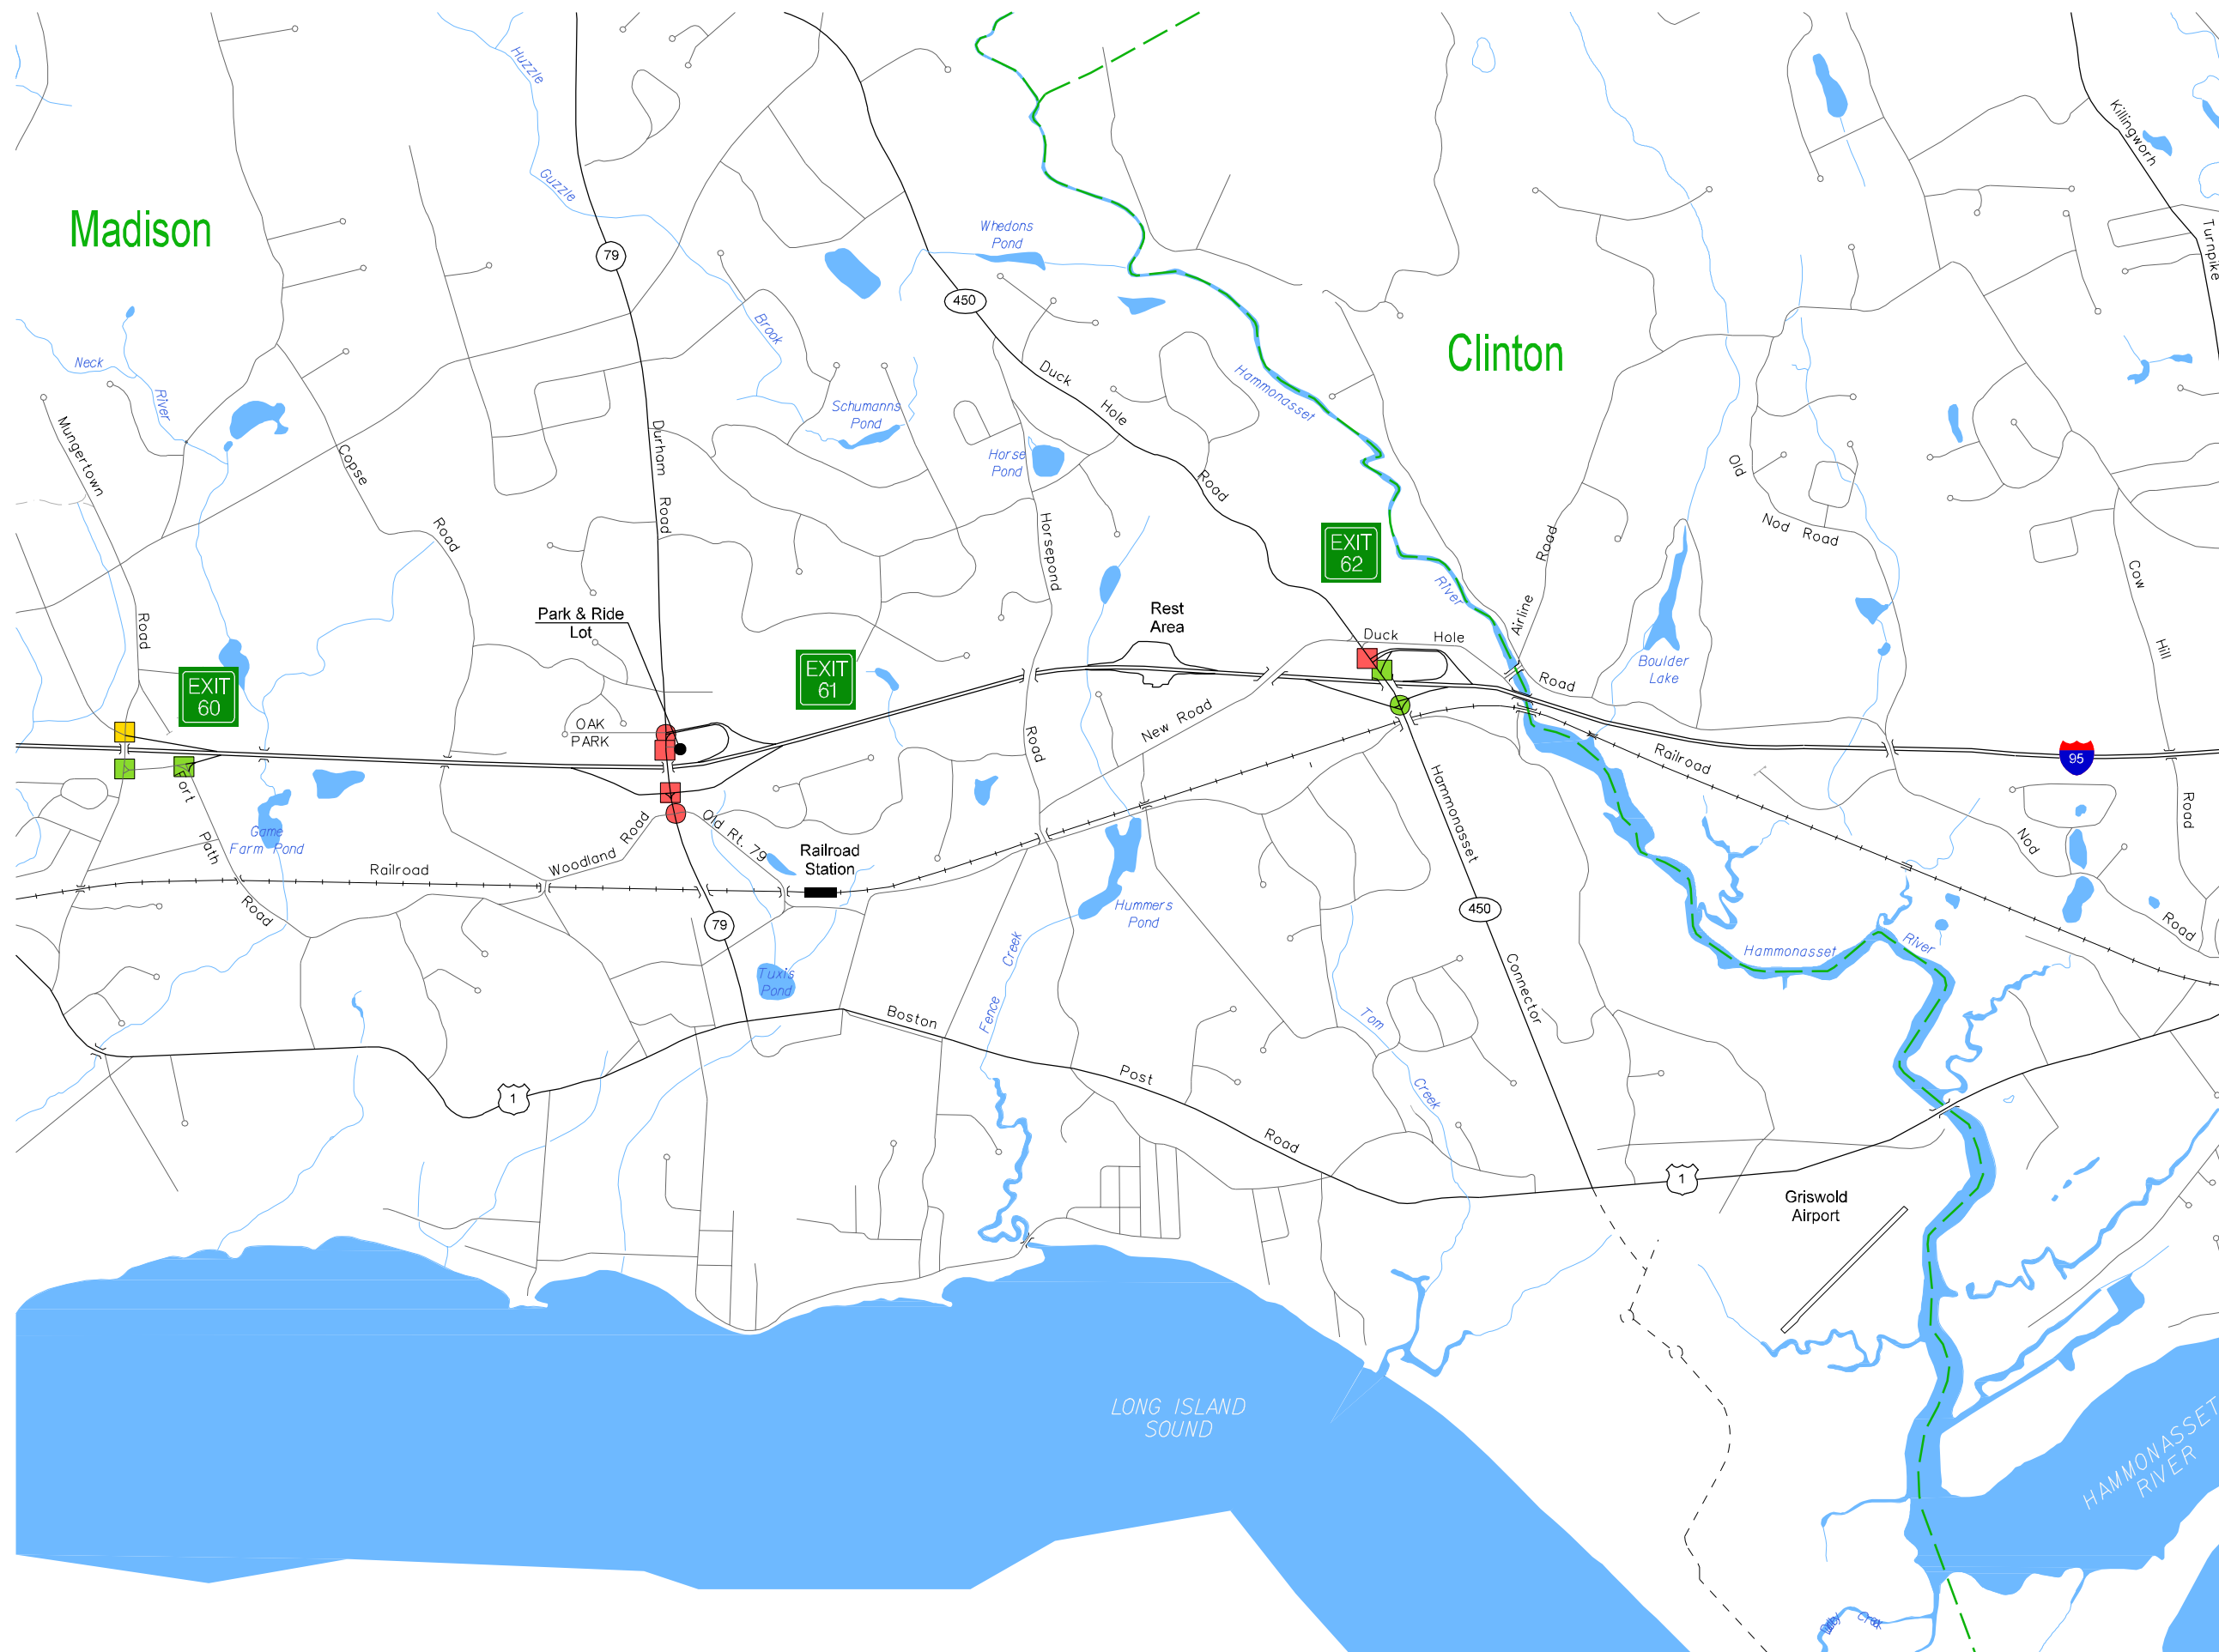 Huzzle
Guzzle
Brook
Killingworh
Turnpike
Madison
79
Whedons
Pond
450
Clinton
Neck
River
Mungertown
Road
Copse
Road
Durham
Road
Schumanns
Pond
Horse
Pond
Duck
Hole
Road
Hammonasset
River
Old
Nod Road
Horsepond
Road
EXIT
62
Airline
Road
Cow
Hill
Road
Park & Ride
Lot
Rest
Area
Duck Hole
Road
Boulder
Lake
EXIT
60
EXIT
61
OAK
PARK
New Road
Railroad
95
Fort
Path
Road
Game
Farm Pond
Woodland Road
Old Rt. 79
Railroad
Railroad
Station
Hammonasset
Connector
450
Nod
Road
Hummers
Pond
79
Hammonasset River
Tuxis
Pond
Fence Creek
Boston
Post
Road
Tom
Creek
1
1
Griswold
Airport
LONG ISLAND
SOUND
HAMMONASSET
RIVER